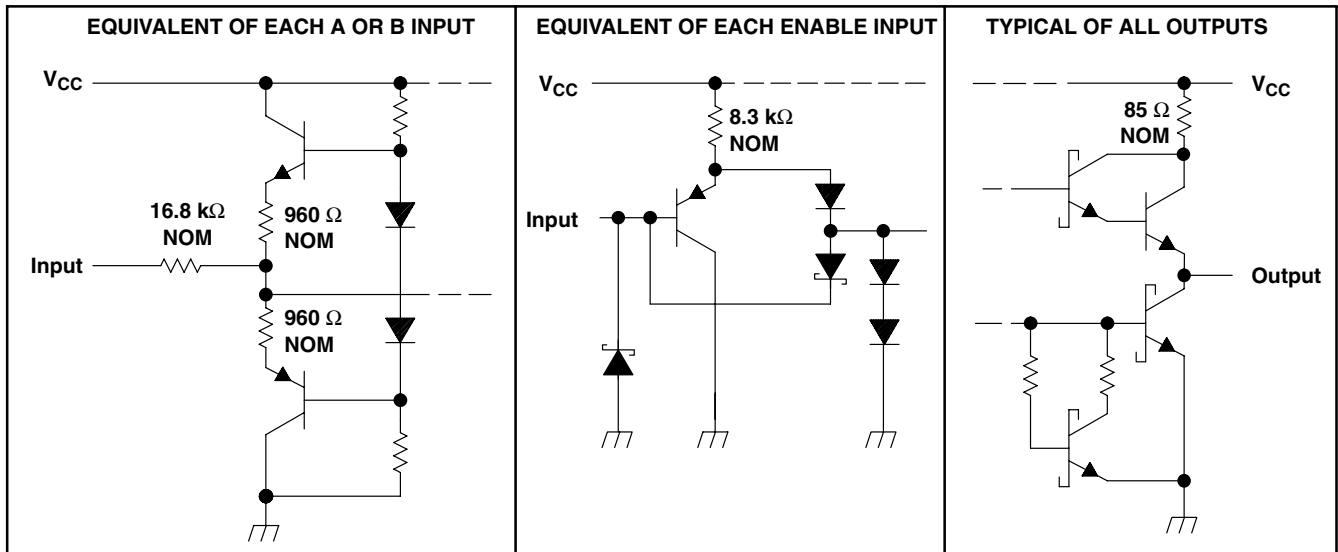 EQUIVALENT OF EACH A OR B INPUT
VCC
16.8 kΩ
NOM
960 Ω
NOM
Input
960 Ω
NOM
EQUIVALENT OF EACH ENABLE INPUT
VCC
8.3 kΩ
NOM
Input
TYPICAL OF ALL OUTPUTS
VCC
85 Ω
NOM
Output